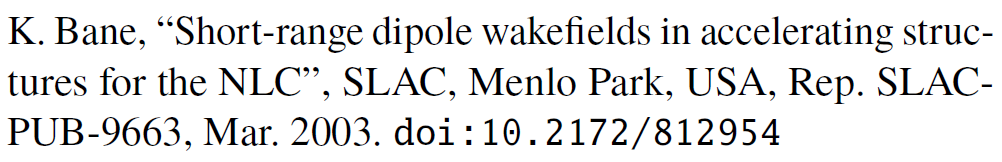 K. Bane, “Short-range dipole wakefields in accelerating struc-
tures for the NLC”, SLAC, Menlo Park, USA, Rep. SLAC-
PUB-9663, Mar. 2003. doi:10.2172/812954